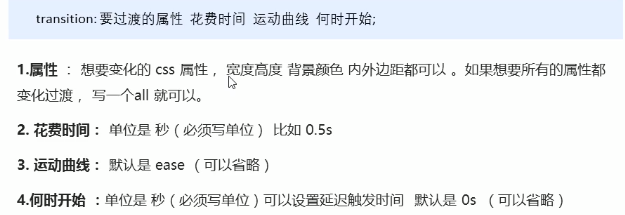 transition: 要过渡的属性 花费时间 运动曲线 何时开始;
1.属性 ： 想要变化的 css 属性， 宽度高度 背景颜色 内外边距都可以 。如果想要所有的属性都
变化过渡， 写一个all 就可以。
2. 花费时间： 单位是 秒（必须写单位） 比如 0.5s
3. 运动曲线： 默认是 ease （可以省略）
4.何时开始 ：单位是 秒（必须写单位）可以设置延迟触发时间 默认是 0s （可以省略）